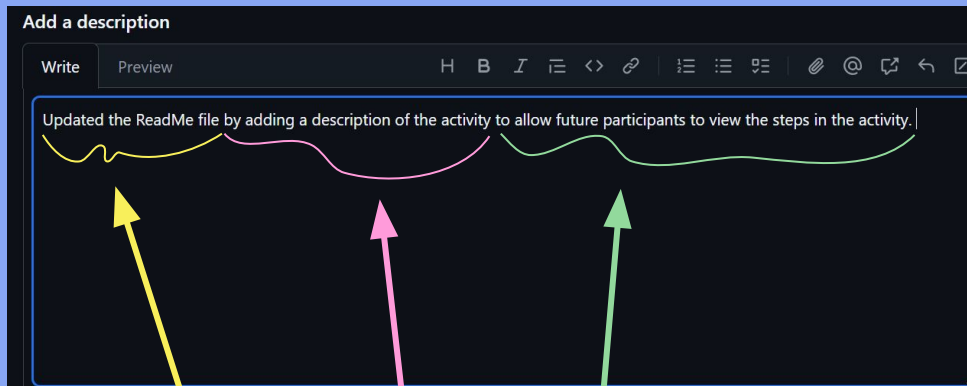 Add a description
Write Preview
Updated the ReadMe file by adding a description of the activity to allow future participants to view the steps in the activity.